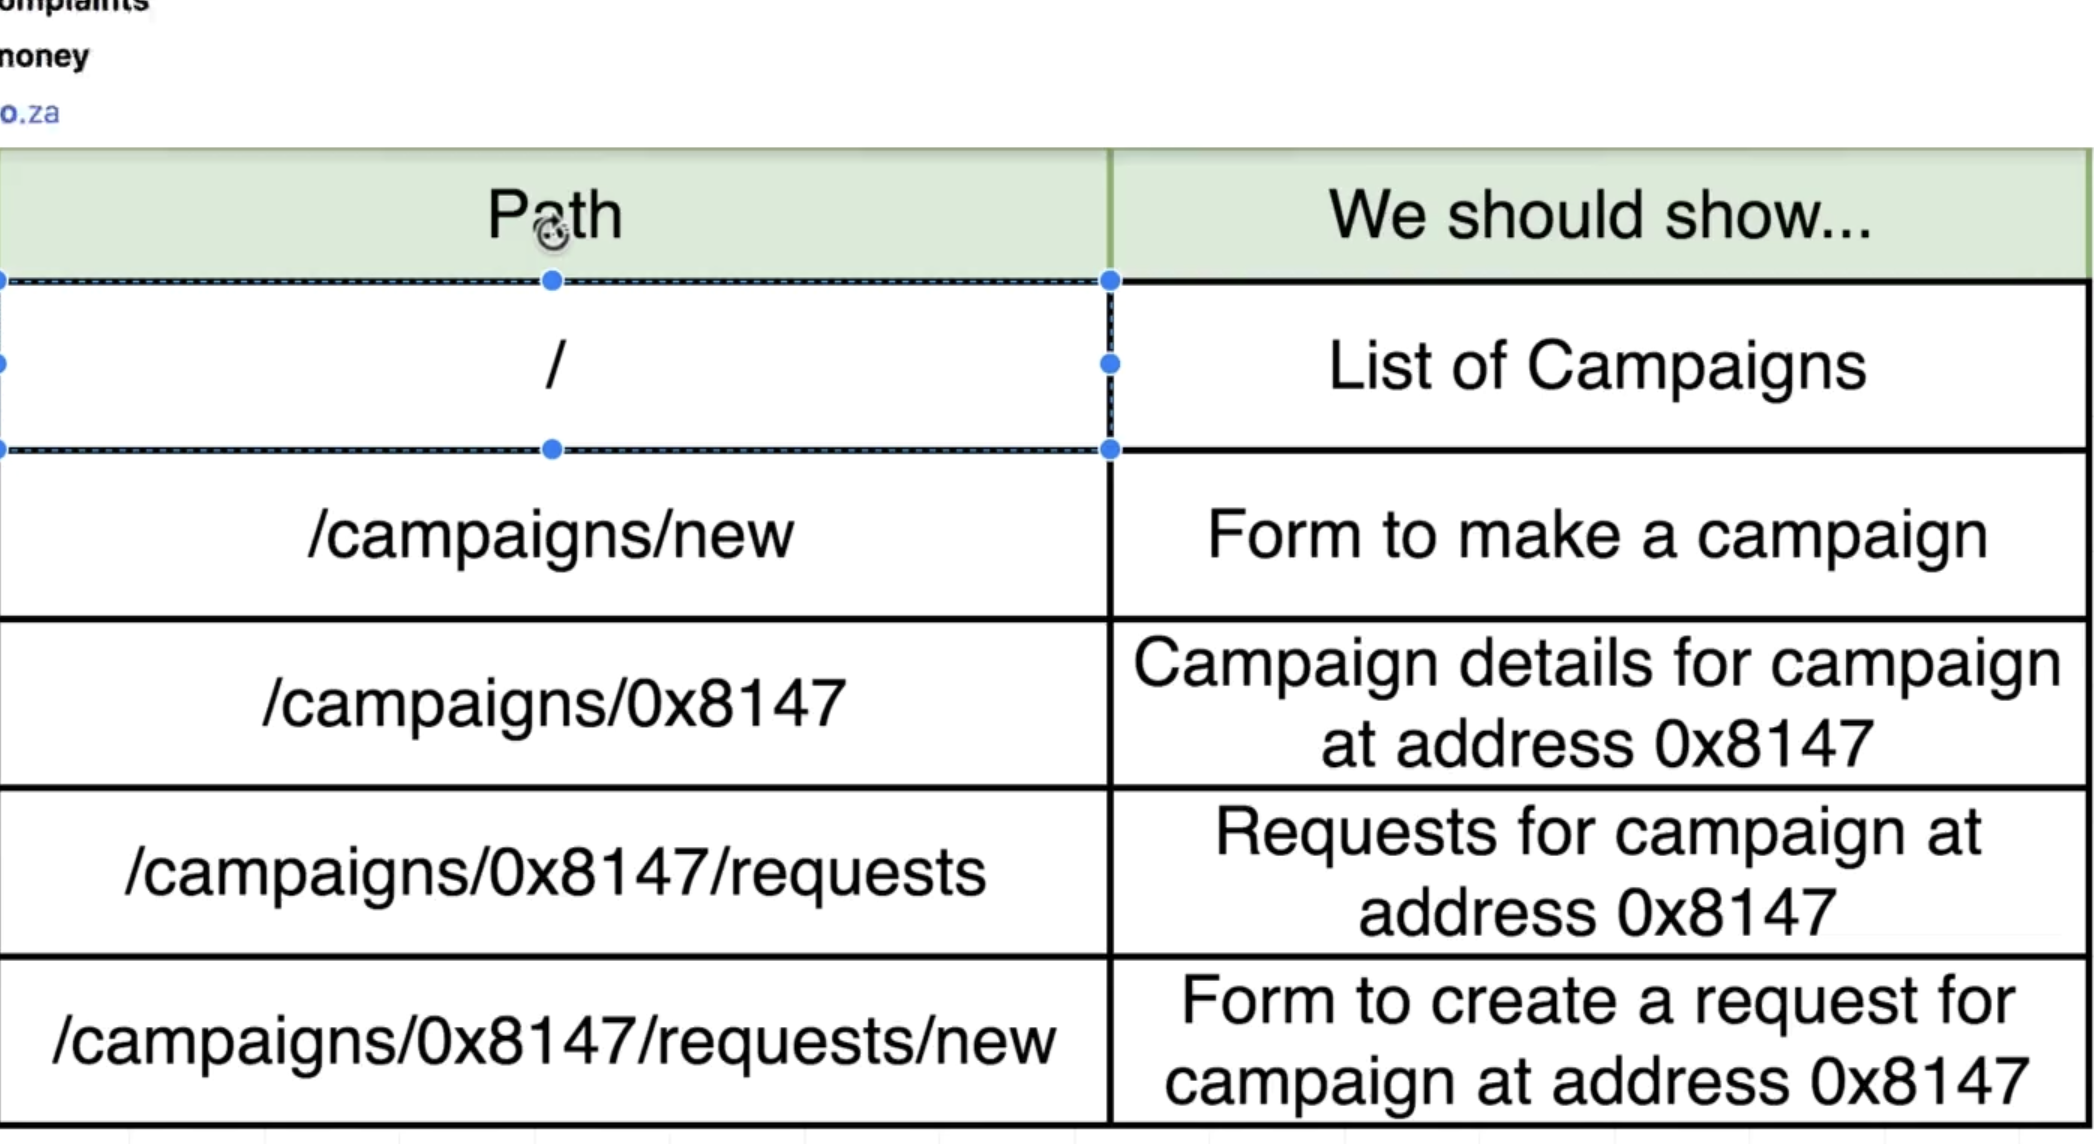 money
o.za
Path
We should show...
/
List of Campaigns
/campaigns/new
Form to make a campaign
/campaigns/0x8147
Campaign details for campaign
at address 0x8147
/campaigns/0x8147/requests
Requests for campaign at
address 0x8147
/campaigns/0x8147/requests/new
Form to create a request for
campaign at address 0x8147